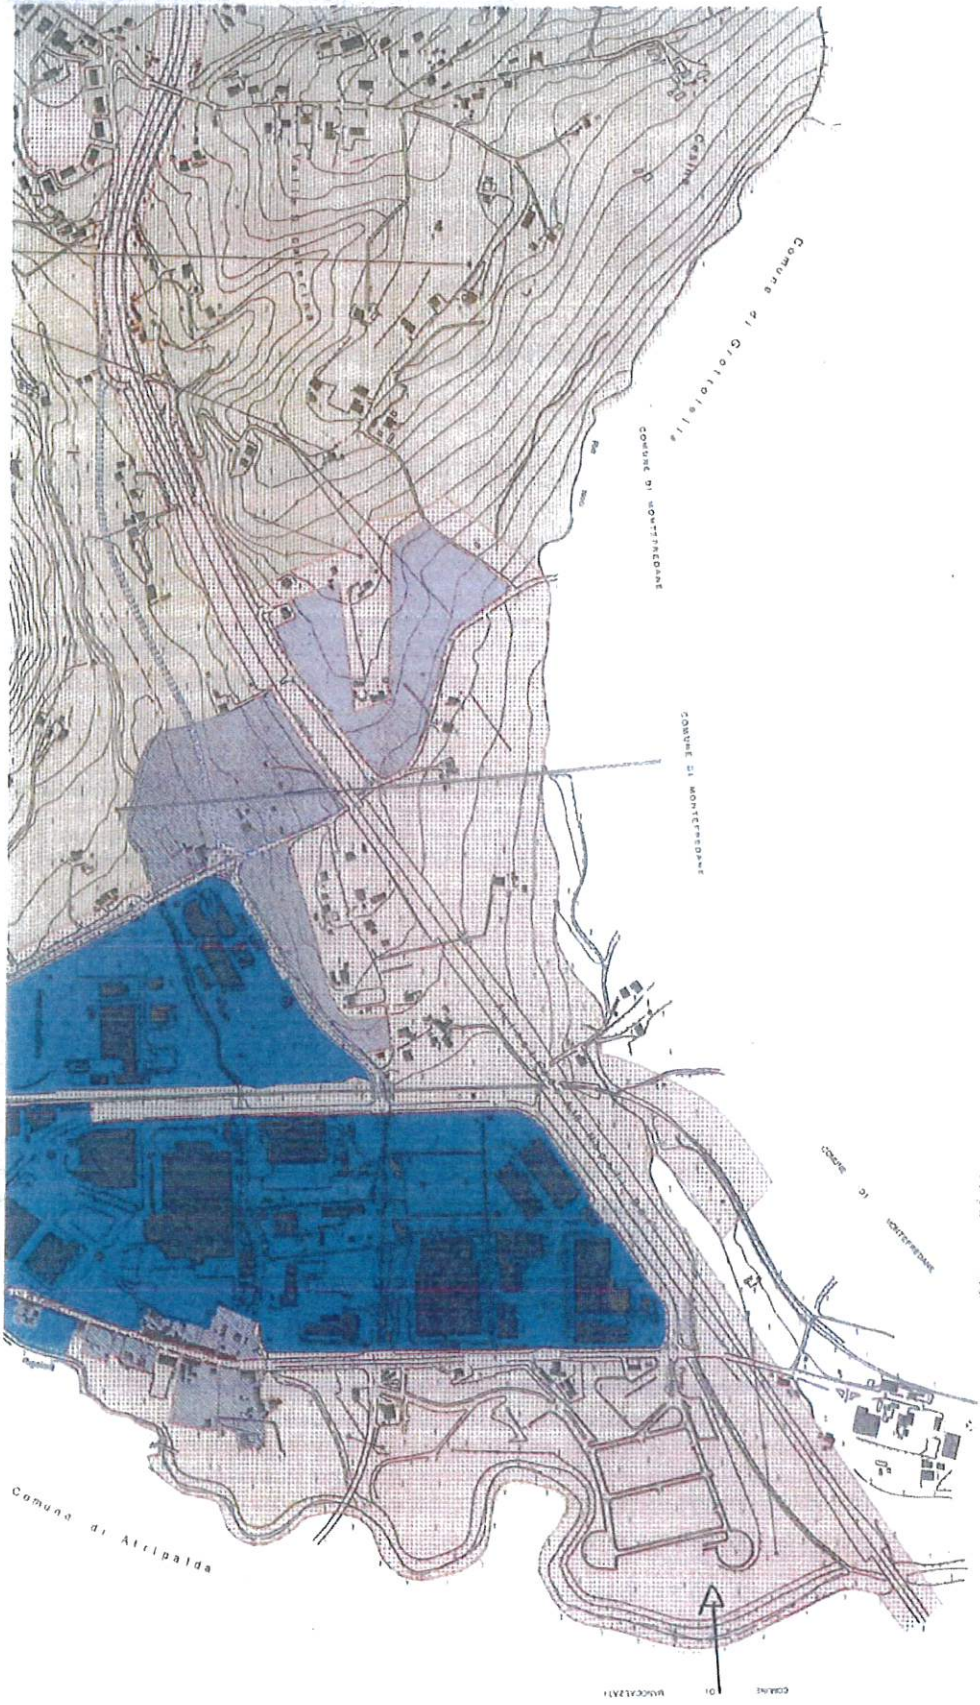 Comune di Grottolella
COMUNE DI MONTEFREDANE
COMUNE DI MONTEFREDANE
COMUNE DI MONTEFREDANE
Comune di Atripalda
COMUNE DI MANOCALZATI